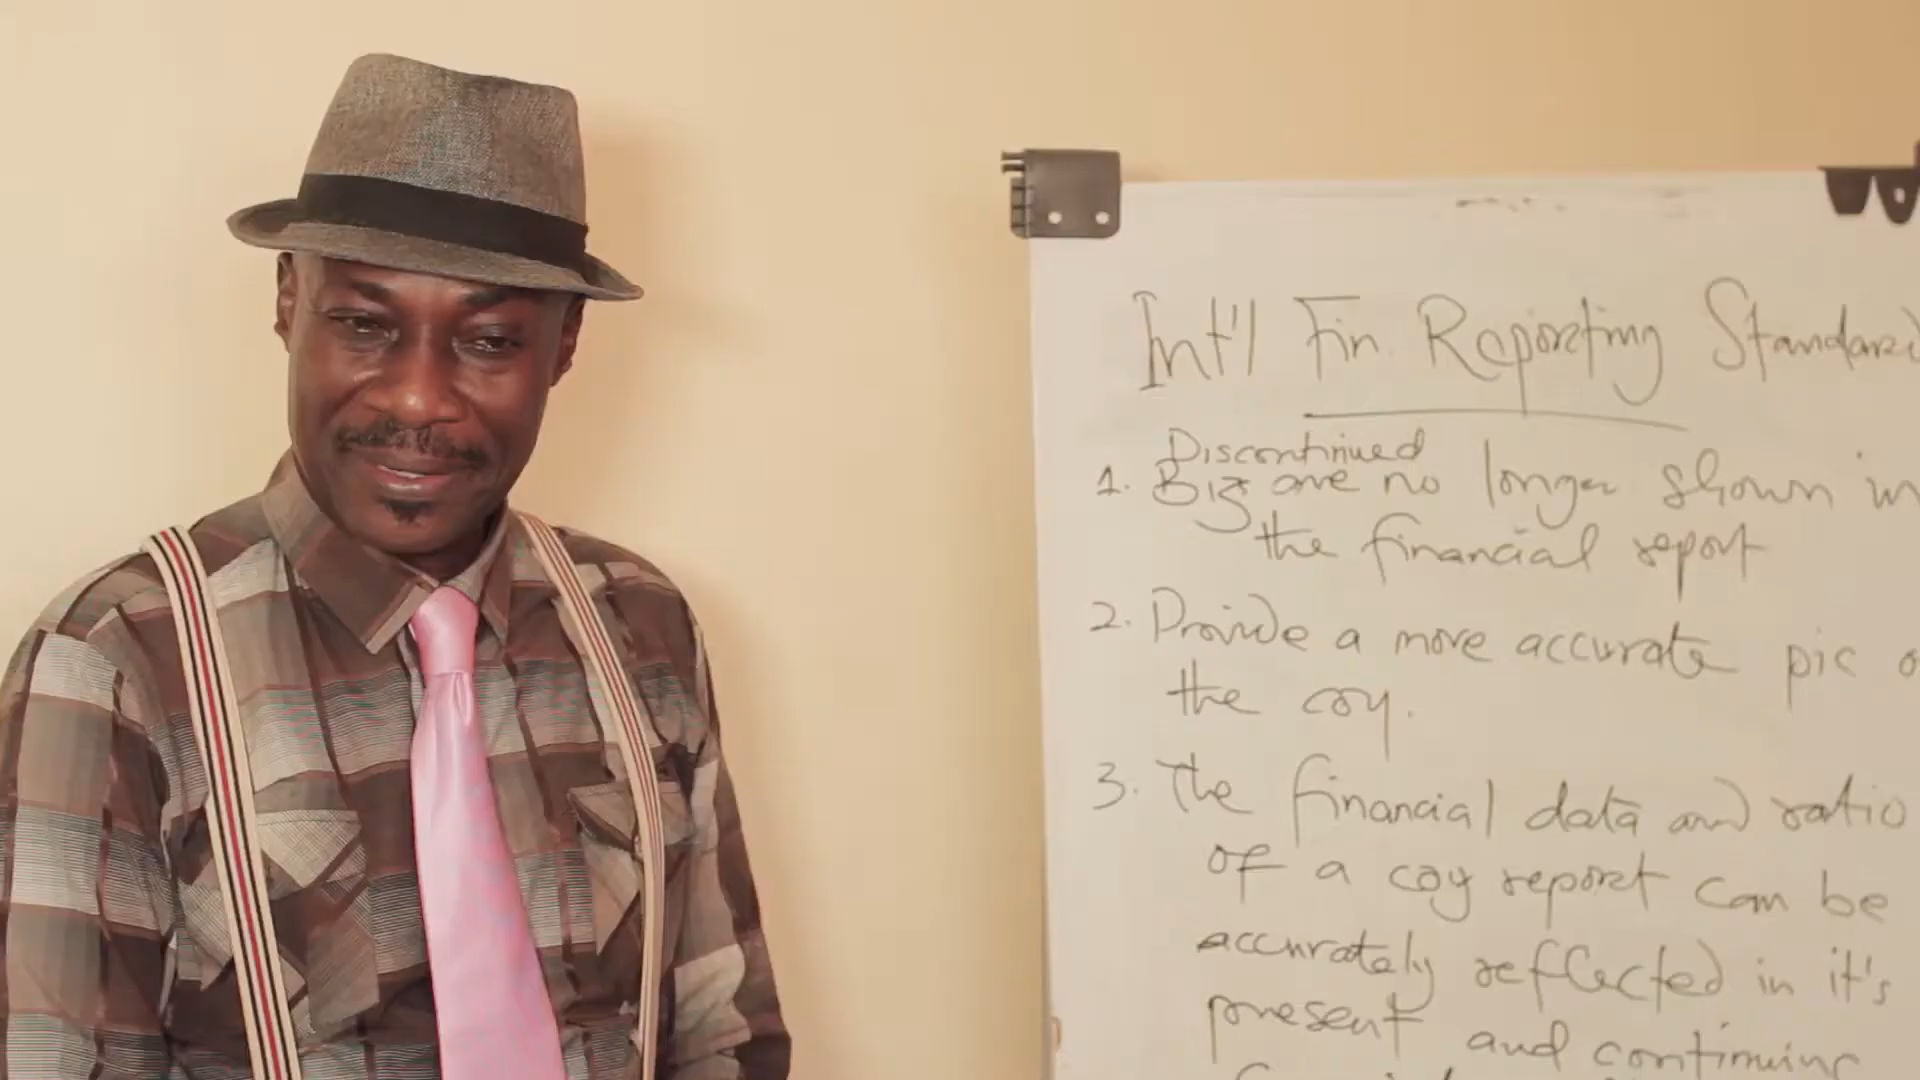 Int'l Fin. Reporting Standard
Discontinued
1. Biz are no longer shown in
the financial report
2. Provide a more accurate pic o
the coy.
3. The financial data and ratio
of a coy report can be
accurately reflected in it's
present and continuing